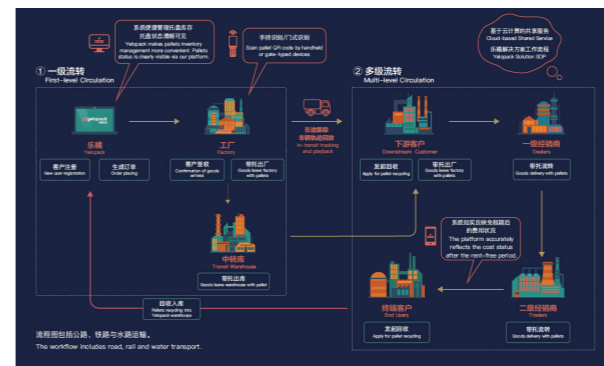 系统便捷管理托盘库存
托盘状态清晰可见
Yelopack makes pallets inventory
management more convenient. Pallets
status is clearly visible via our platform.
手持识别/门式识别
Scan pallet QR code by handheld
or gate-typed devices
基于云计算的共享服务
Cloud-based Shared Service
乐橘解决方案工作流程
Yelopack Solution SOP
① 一级流转
First-level Circulation
② 多级流转
Multi-level Circulation
yelopack
乐橘
Yelopack
客户注册
New user registration
生成订单
Order placing
工厂
Factory
客户签收
Confirmation of goods
arrived
带托出厂
Goods leave factory
with pallets
在途跟踪
车辆轨迹回放
In-transit tracking
and playback
下游客户
Downstream Customer
发起回收
Apply for pallet recycling
带托出厂
Goods leave factory
with pallets
一级经销商
Dealers
带托流转
Goods delivery with pallets
中转库
Transit Warehouse
带托出库
Goods leave warehouse with pallet
系统如实反映免租期后
的费用状况
The platform accurately
reflects the cost status
after the rent-free period.
回收入库
Pallets recycling into
Yelopack warehouse
终端客户
End Users
发起回收
Apply for pallet recycling
二级经销商
Traders
带托流转
Goods delivery with pallets
流程图包括公路、铁路与水路运输。
The workflow includes road, rail and water transport.